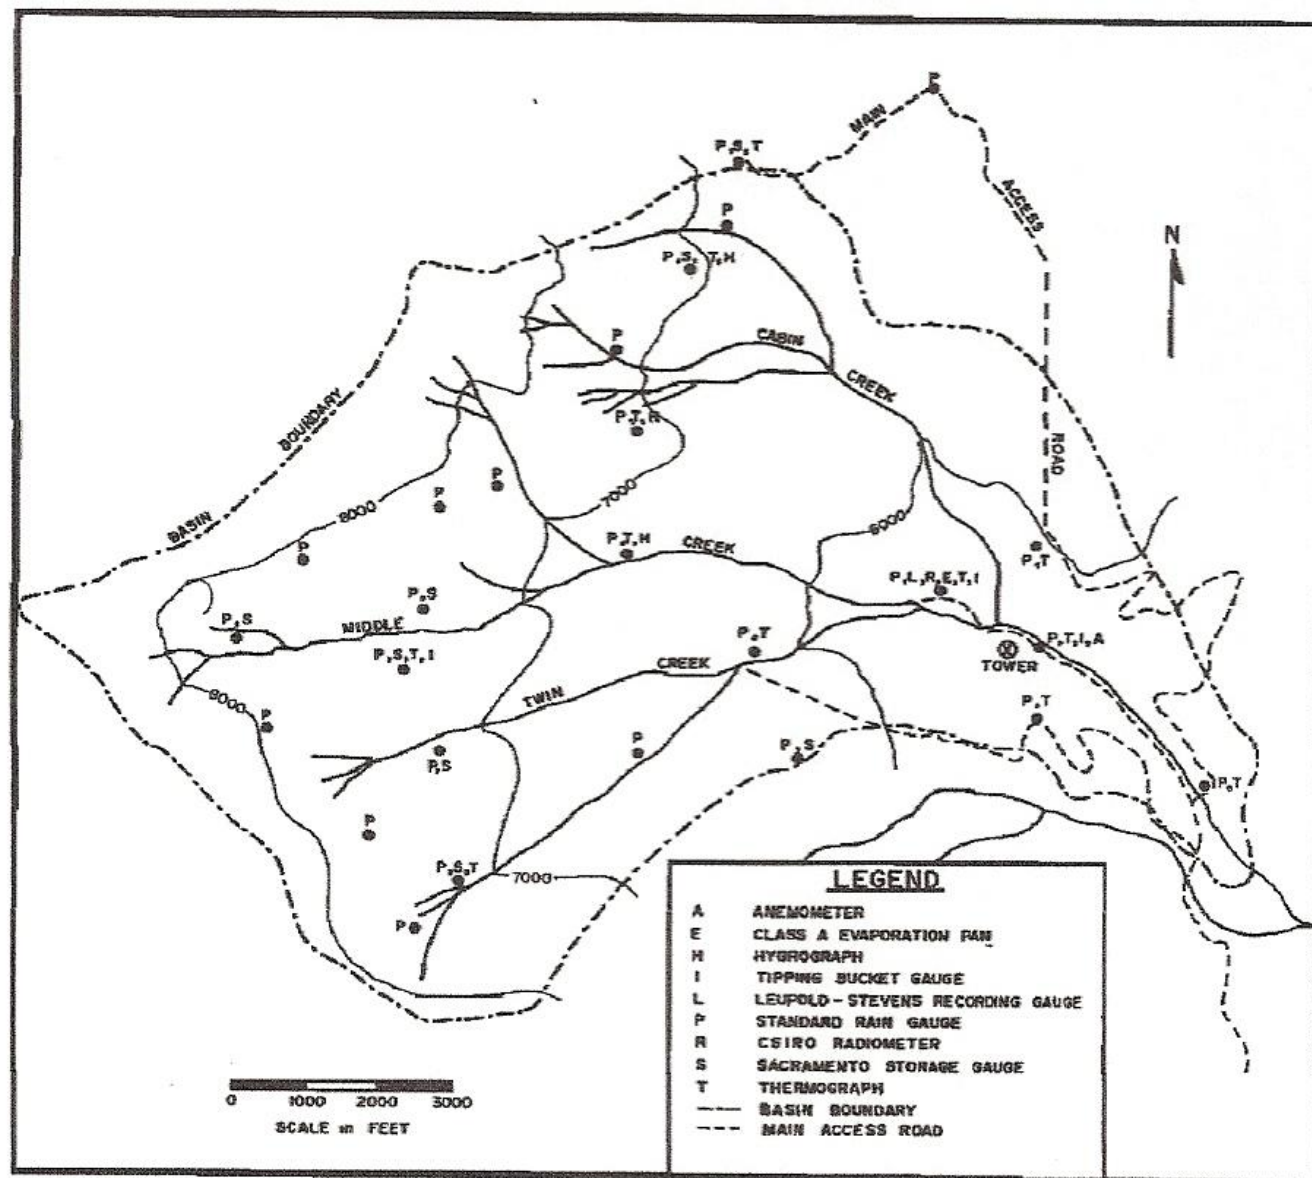 P
MAIN
P,S,T
ACCESS
P
N
P,S, T,H
P
CABIN
CREEK
BOUNDARY
P,T,H
ROAD
P
P
7000
8000
6000
BASIN
P,T,H
CREEK
P,T
P
P,L,R,E,T,I
P,S
P,S
MIDDLE
P,T
P,T,I,A
P,S,T,I
CREEK
TOWER
8000
TWIN
P
P,T
P
P,S
P,S
P,T
P
P,S,T
7000
P
LEGEND
A ANEMOMETER
E CLASS A EVAPORATION PAN
H HYGROGRAPH
I TIPPING BUCKET GAUGE
L LEUPOLD-STEVENS RECORDING GAUGE
P STANDARD RAIN GAUGE
R CSIRO RADIOMETER
S SACRAMENTO STORAGE GAUGE
T THERMOGRAPH
BASIN BOUNDARY
MAIN ACCESS ROAD
0 1000 2000 3000
SCALE in FEET